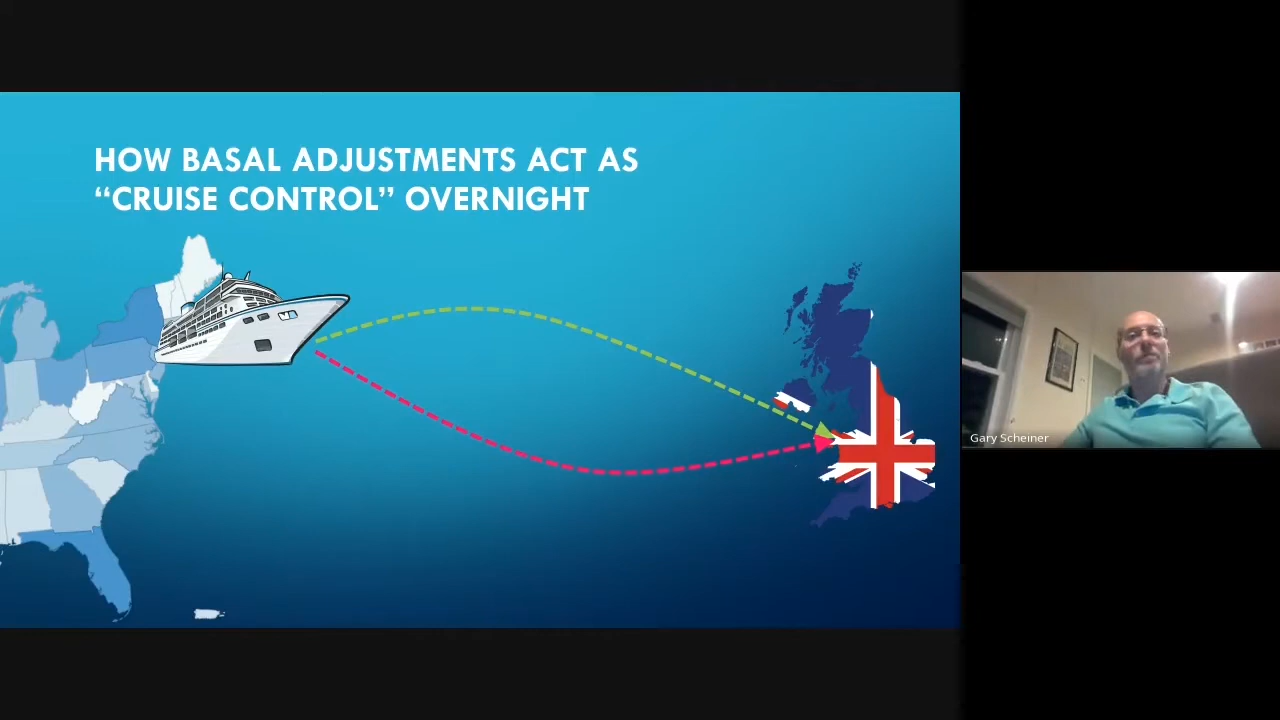 HOW BASAL ADJUSTMENTS ACT AS
“CRUISE CONTROL” OVERNIGHT
Gary Scheiner